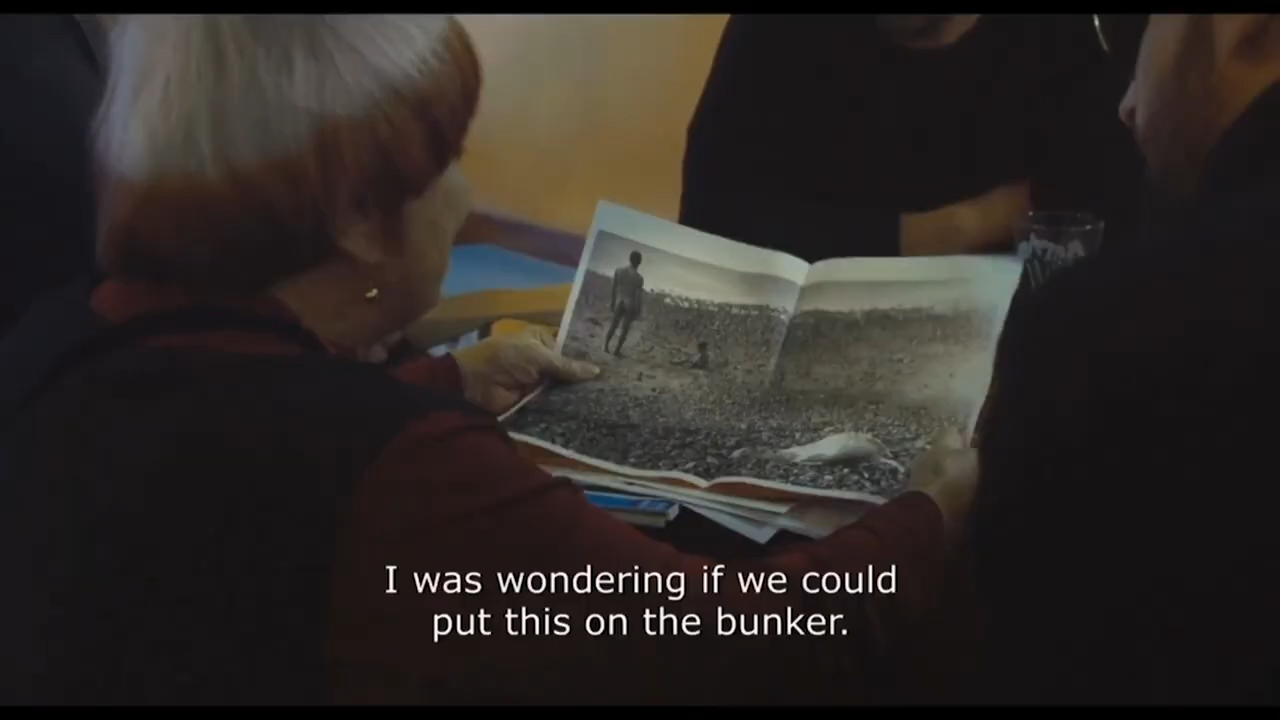 I was wondering if we could
put this on the bunker.